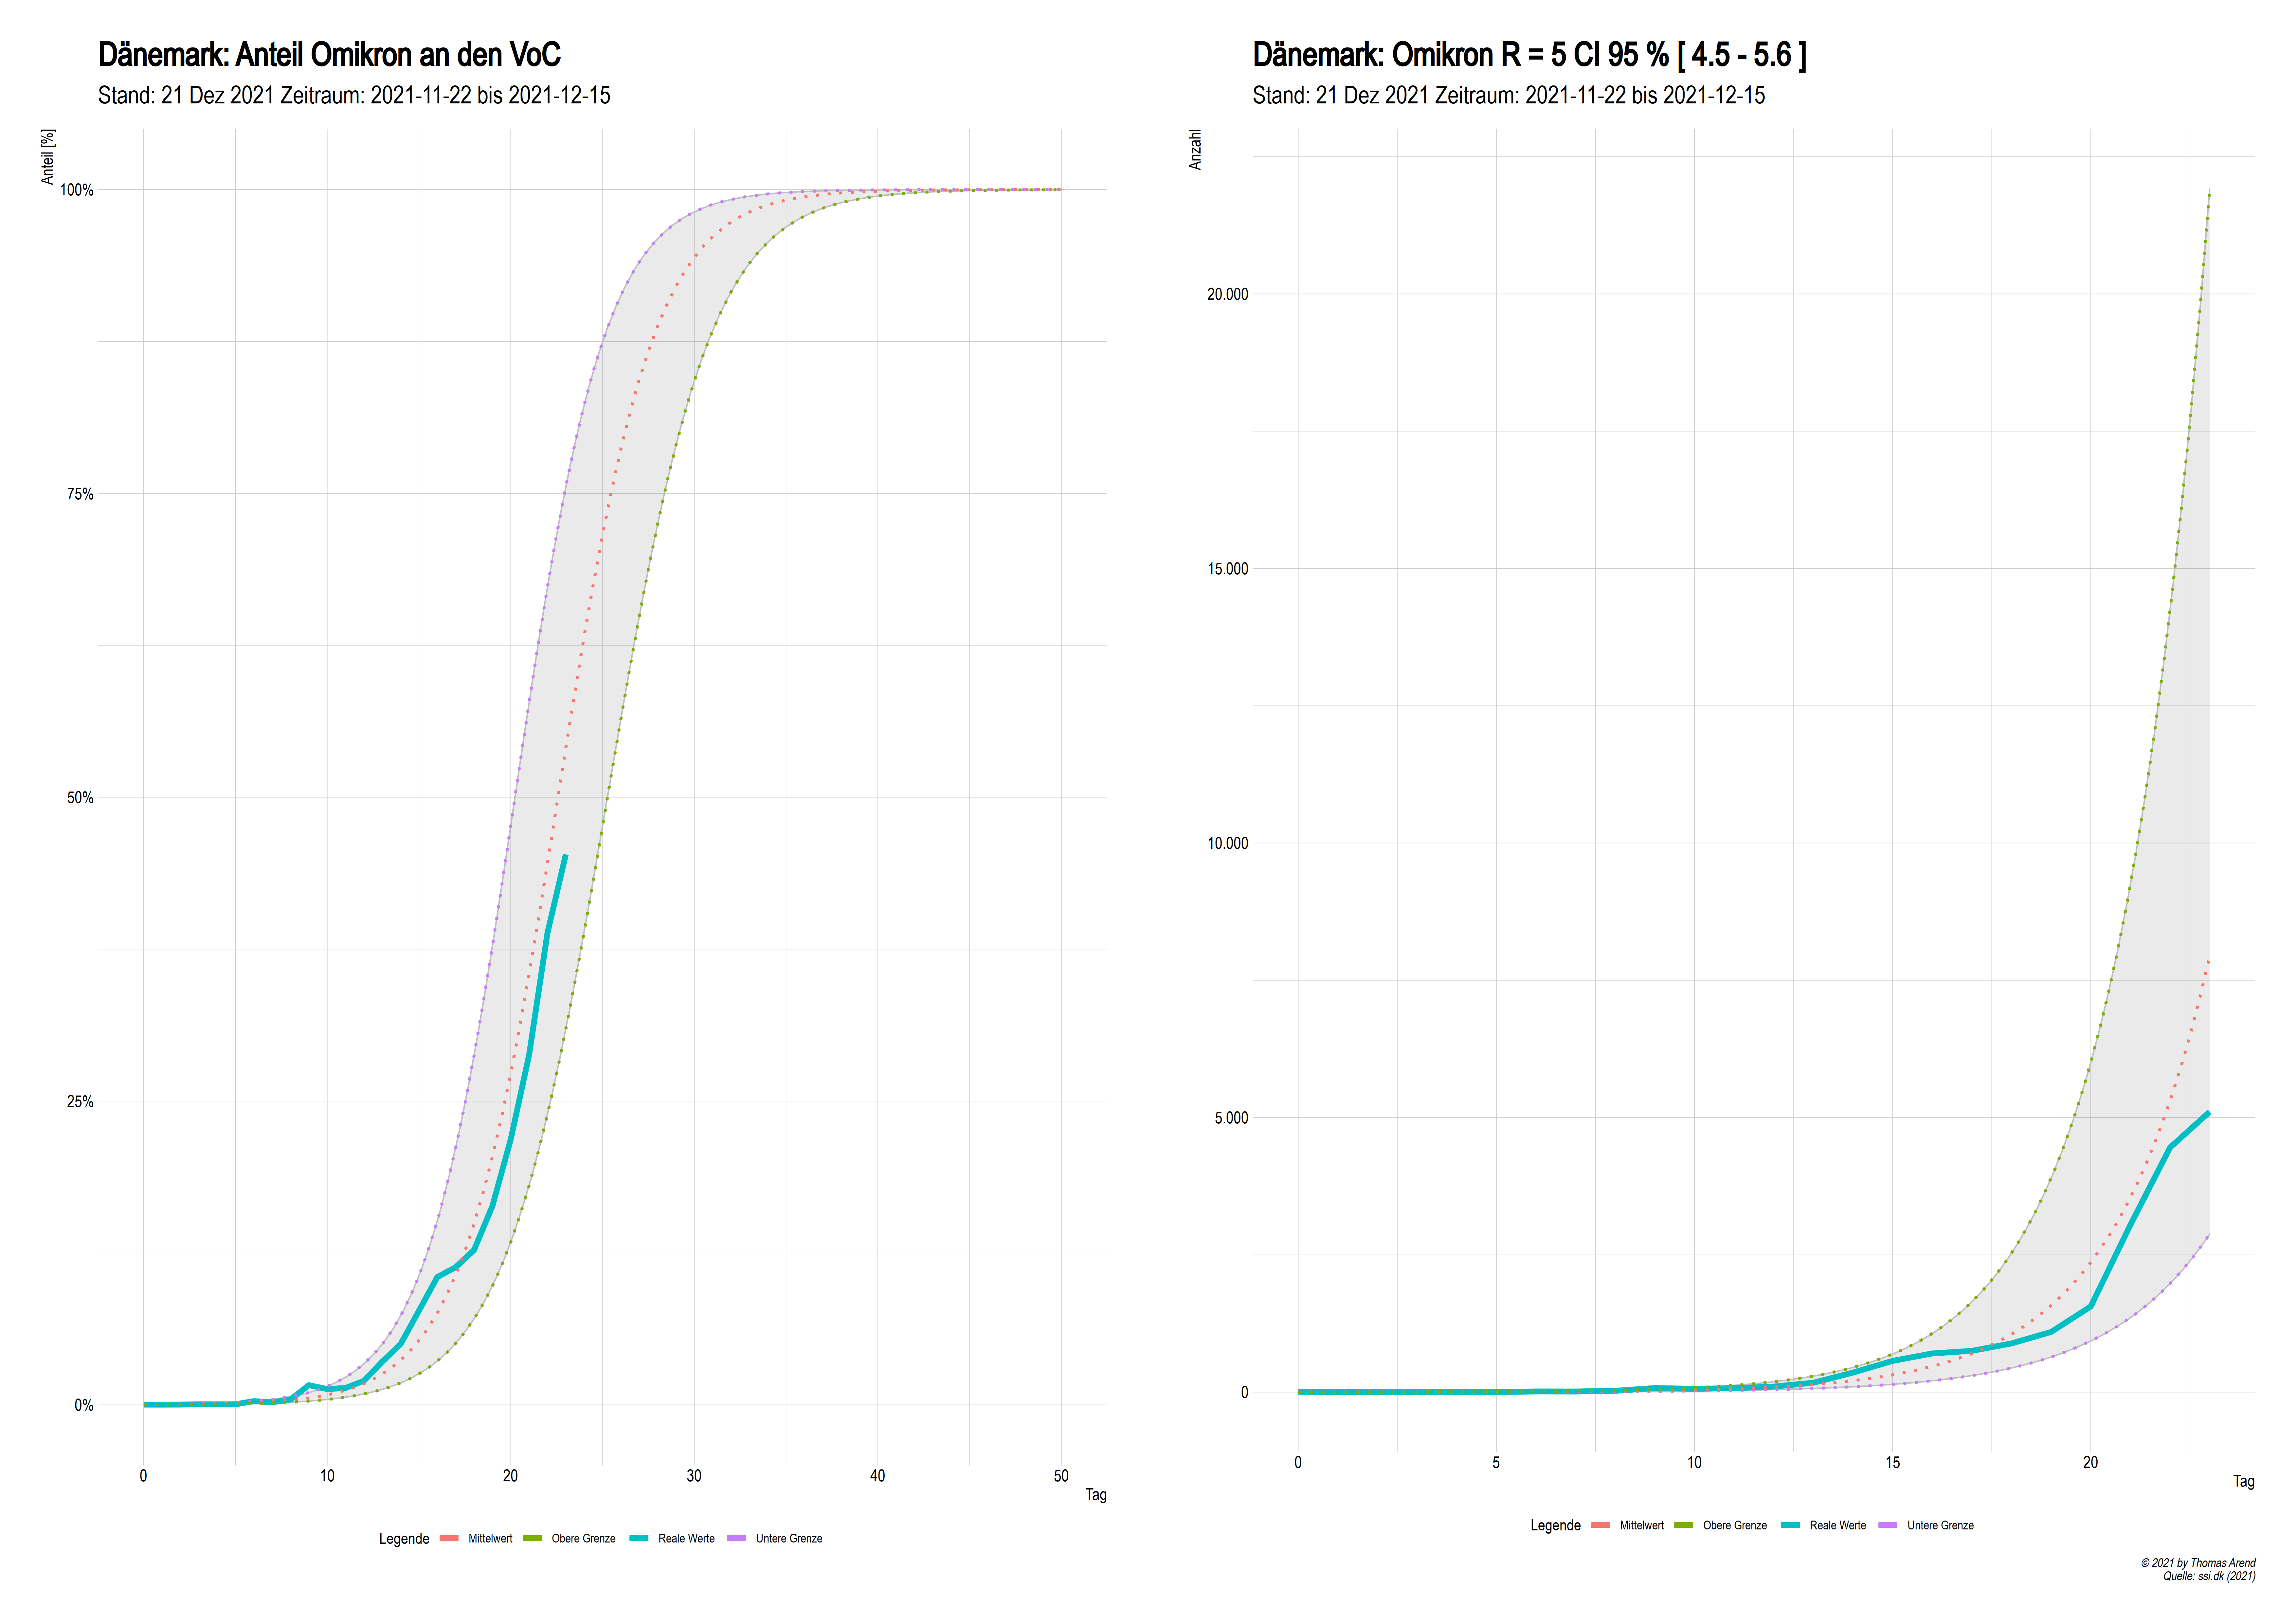 Dänemark: Anteil Omikron an den VoC
Stand: 21 Dez 2021 Zeitraum: 2021-11-22 bis 2021-12-15
Anteil [%]
100%
75%
50%
25%
0%
0 10 20 30 40 50
Tag
Legende Mittelwert Obere Grenze Reale Werte Untere Grenze
Dänemark: Omikron R = 5 CI 95 % [ 4.5 - 5.6 ]
Stand: 21 Dez 2021 Zeitraum: 2021-11-22 bis 2021-12-15
Anzahl
20.000
15.000
10.000
5.000
0
0 5 10 15 20
Tag
Legende Mittelwert Obere Grenze Reale Werte Untere Grenze
© 2021 by Thomas Arend
Quelle: ssi.dk (2021)